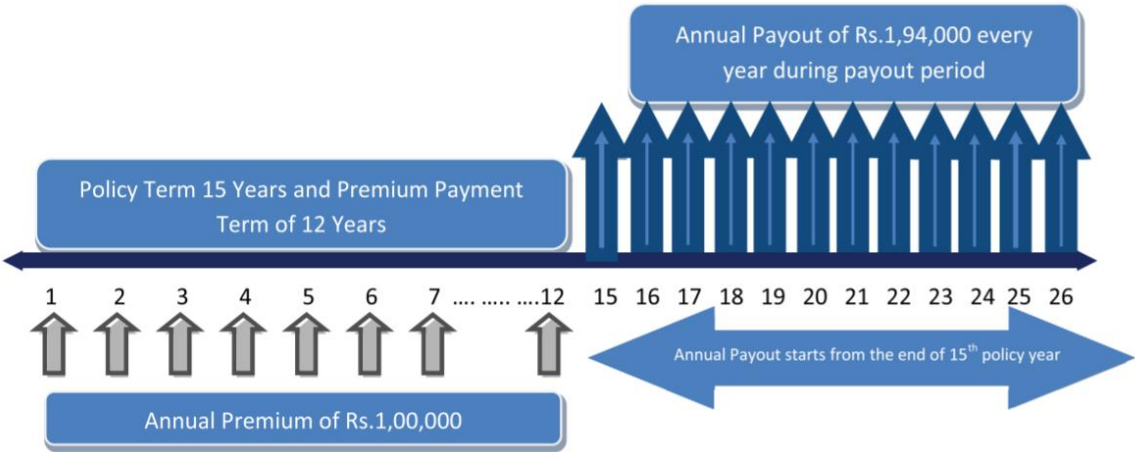 Annual Payout of Rs.1,94,000 every
year during payout period
Policy Term 15 Years and Premium Payment
Term of 12 Years
1 2 3 4 5 6 7 .... ..... ....12 15 16 17 18 19 20 21 22 23 24 25 26
Annual Payout starts from the end of 15th policy year
Annual Premium of Rs.1,00,000